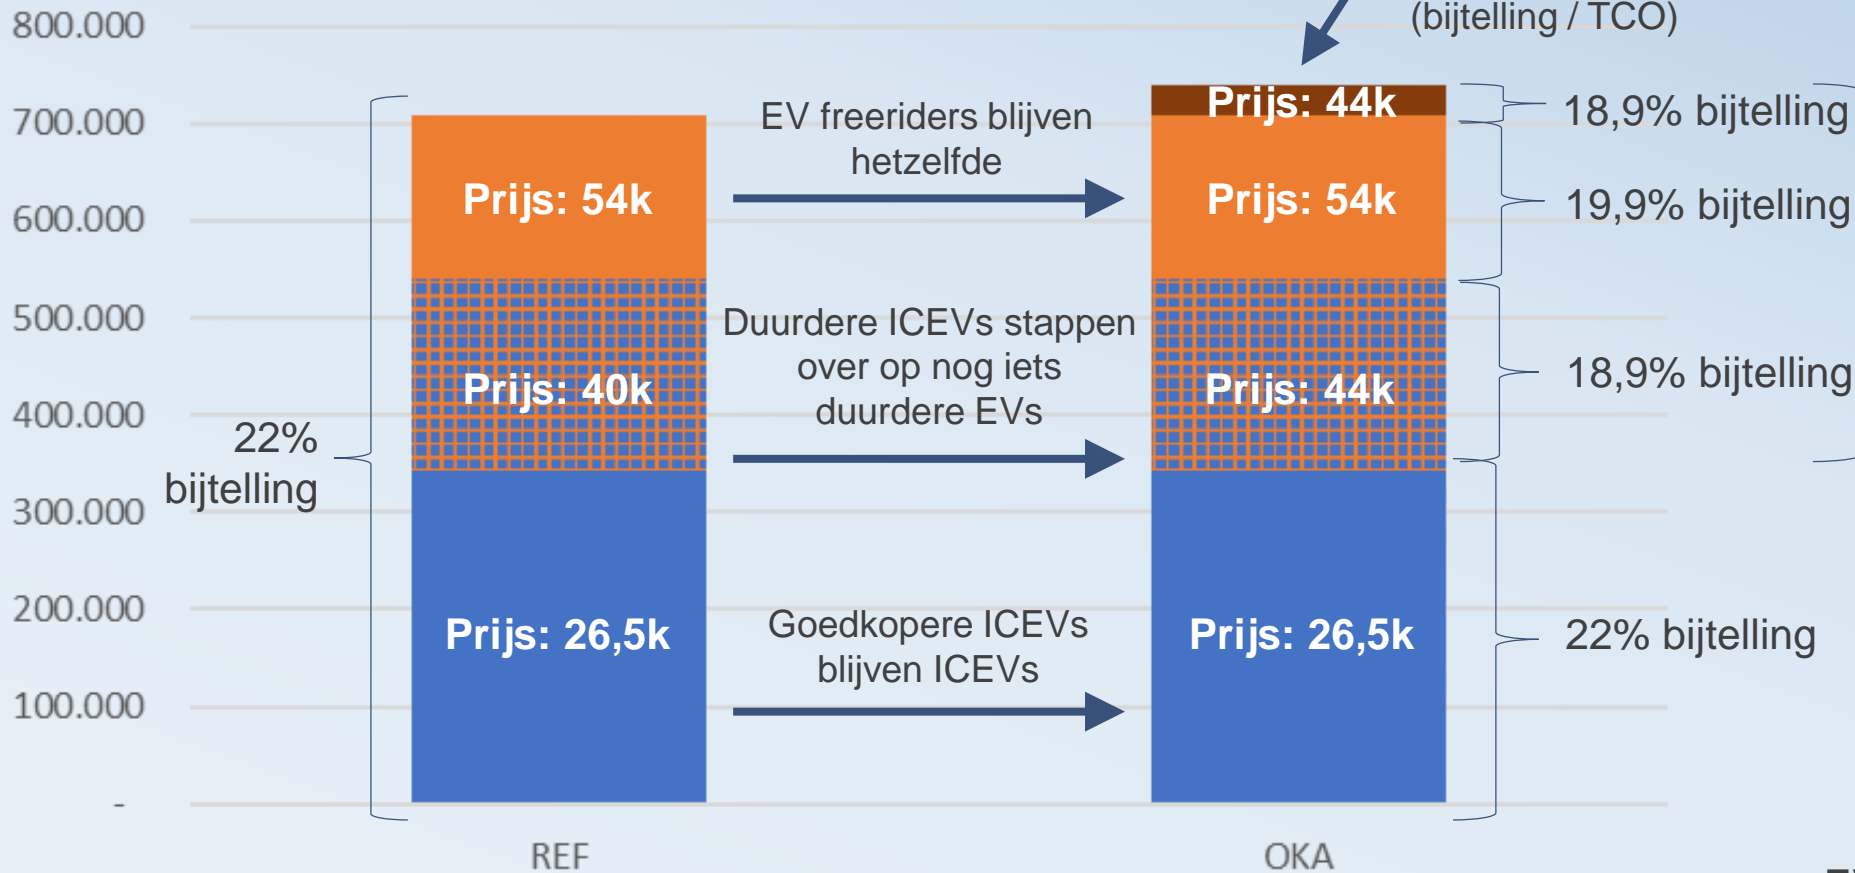 800.000
700.000
600.000
500.000
400.000
300.000
200.000
100.000
-
22%
bijtelling
Prijs: 54k
Prijs: 40k
Prijs: 26,5k
EV freeriders blijven
hetzelfde
Duurdere ICEVs stappen
over op nog iets
duurdere EVs
Goedkopere ICEVs
blijven ICEVs
(bijtelling / TCO)
Prijs: 44k
Prijs: 54k
Prijs: 44k
Prijs: 26,5k
18,9% bijtelling
19,9% bijtelling
18,9% bijtelling
22% bijtelling
REF
OKA